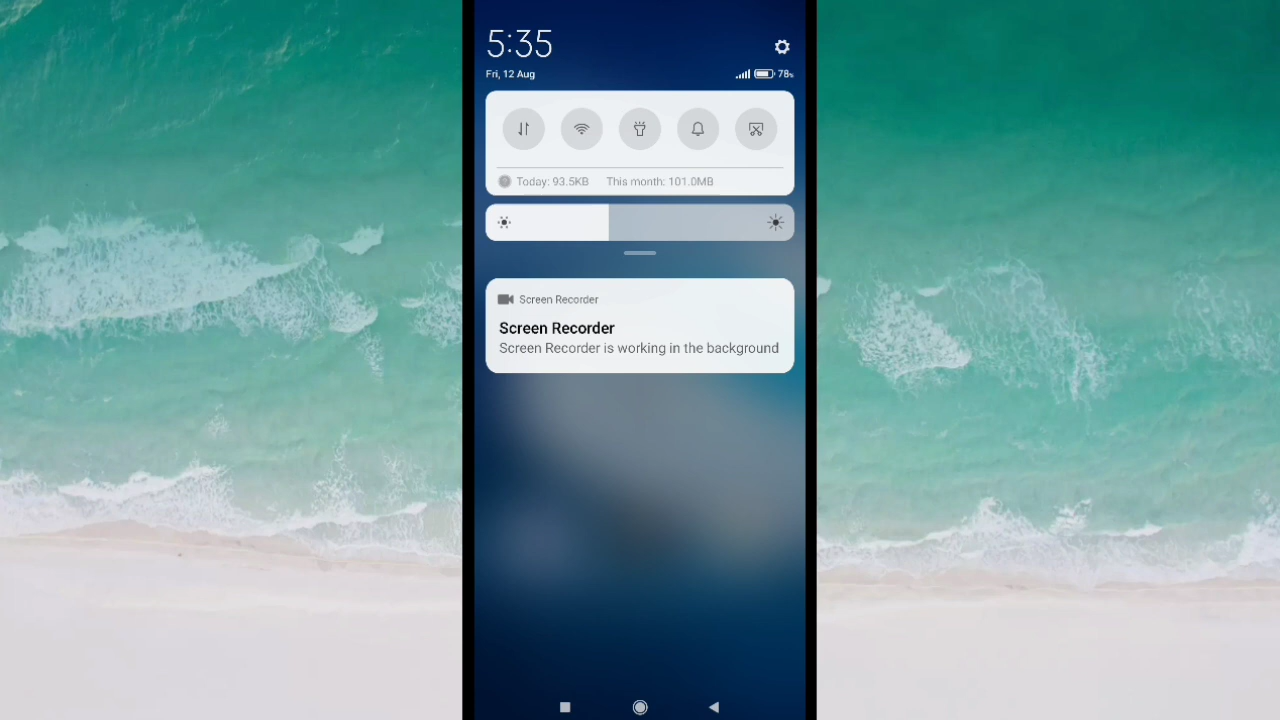 5:35
Fri, 12 Aug
78%
Today: 93.5KB This month: 101.0MB
Screen Recorder
Screen Recorder
Screen Recorder is working in the background